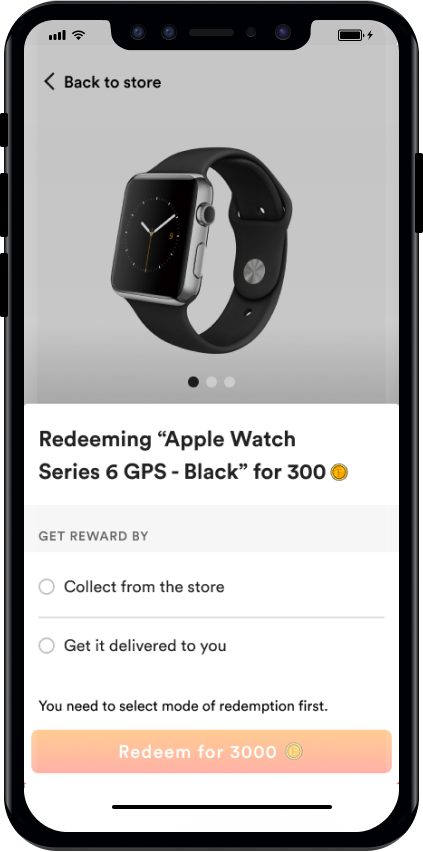 Back to store
Redeeming “Apple Watch
Series 6 GPS - Black” for 300
GET REWARD BY
Collect from the store
Get it delivered to you
You need to select mode of redemption first.
Redeem for 3000